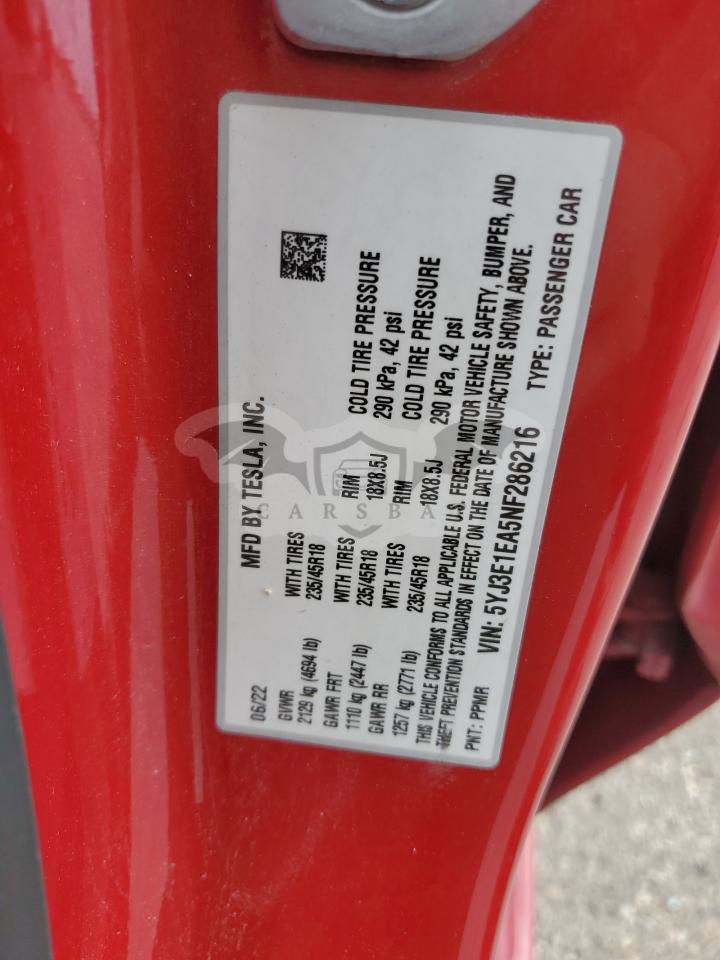 MFD BY TESLA, INC.
06/22
GVWR
2129 kg (4694 lb)
WITH TIRES
235/45R18
GAWR FRT
1110 kg (2447 lb)
WITH TIRES
235/45R18
RIM
18X8.5J
COLD TIRE PRESSURE
290 kPa, 42 psi
GAWR RR
1257 kg (2771 lb)
WITH TIRES
235/45R18
RIM
18X8.5J
COLD TIRE PRESSURE
290 kPa, 42 psi
THIS VEHICLE CONFORMS TO ALL APPLICABLE U.S. FEDERAL MOTOR VEHICLE SAFETY, BUMPER, AND
THEFT PREVENTION STANDARDS IN EFFECT ON THE DATE OF MANUFACTURE SHOWN ABOVE.
PNT: PPMR
VIN: 5YJ3E1EA5NF286216
TYPE: PASSENGER CAR